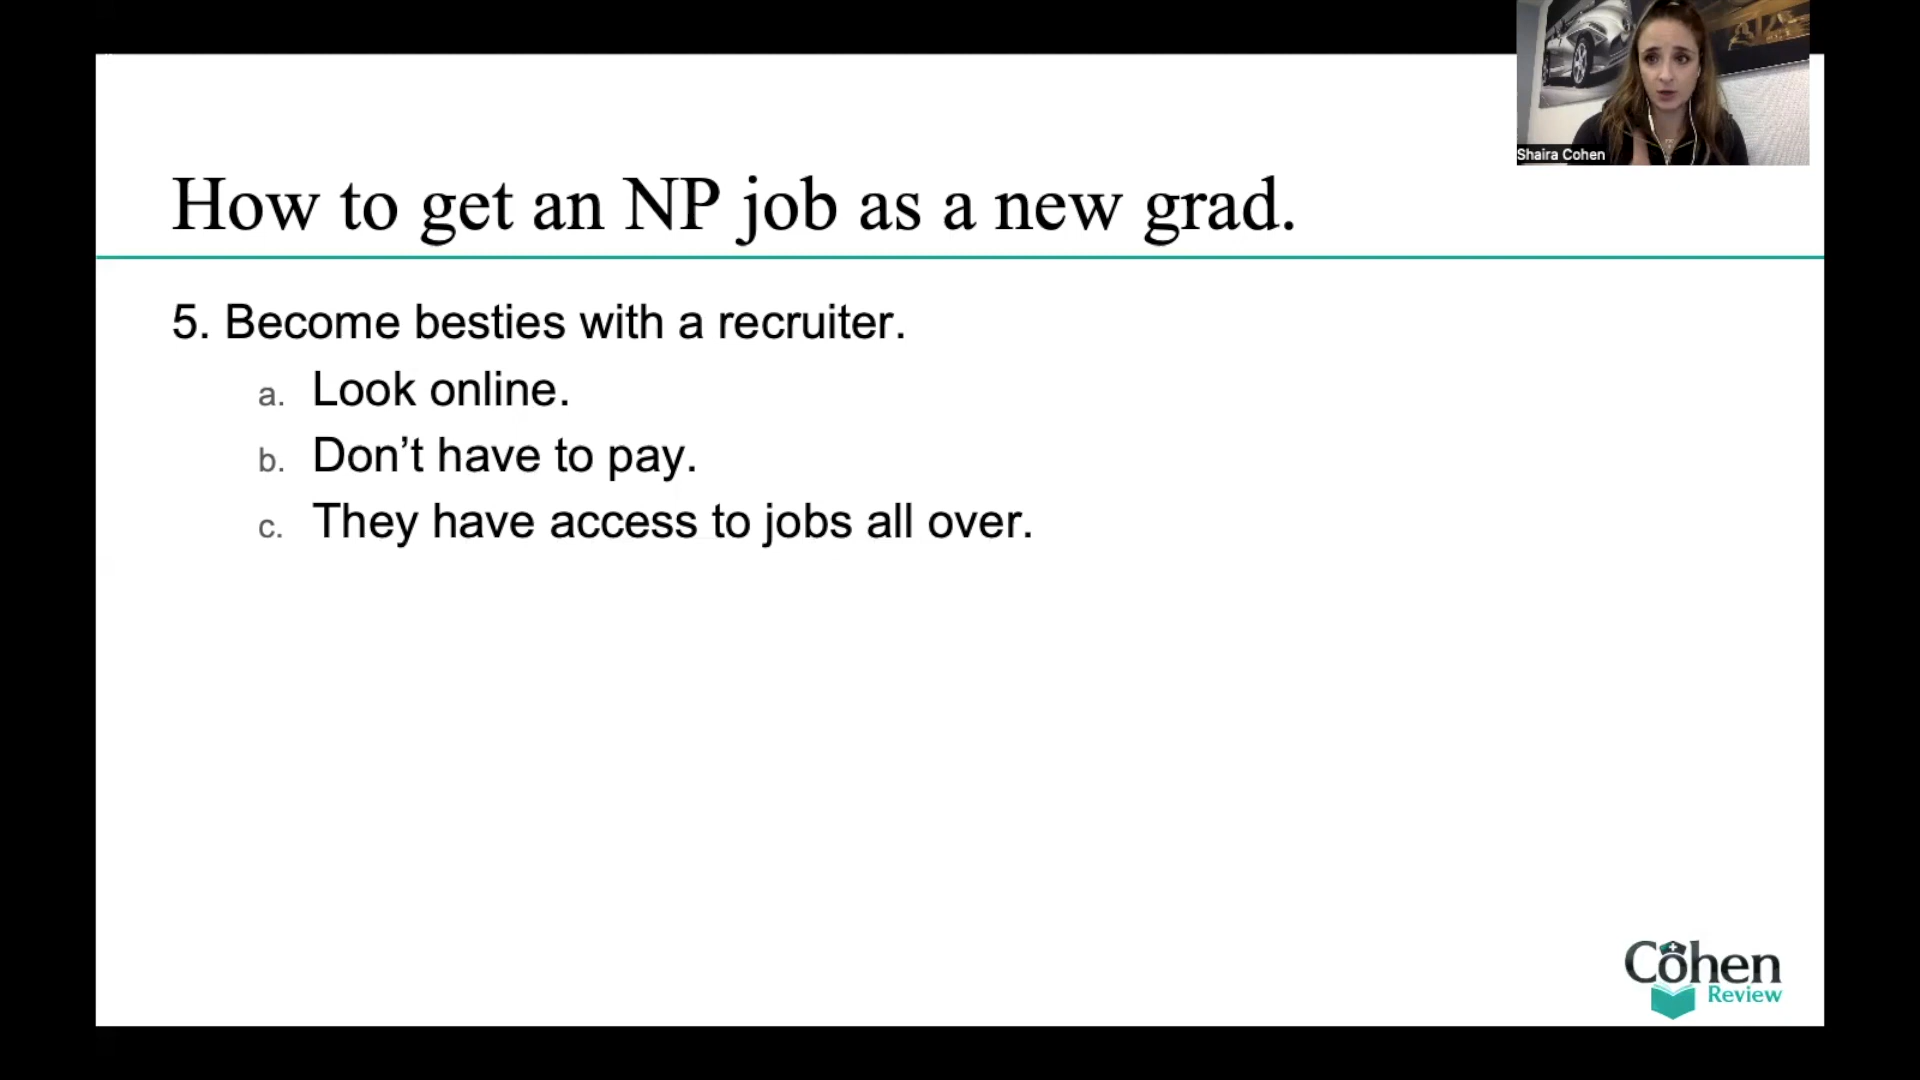 Shaira Cohen
How to get an NP job as a new grad.
5. Become besties with a recruiter.
a. Look online.
b. Don’t have to pay.
c. They have access to jobs all over.
Cohen
Review